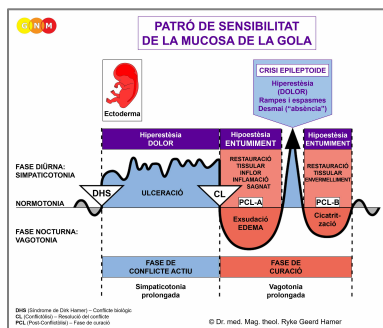 GNM
PATRÓ DE SENSIBILITAT
DE LA MUCOSA DE LA GOLA
CRISI EPILEPTOIDE
Hiperestèsia
(DOLOR)
Rampes i espasmes
Desmai ("absència")
Ectoderma
Hiperestèsia
DOLOR
Hipoestèsia
ENTUMIMENT
Hipoestèsia
ENTUMIMENT
FASE DIÜRNA:
SIMPATICOTONIA
RESTAURACIÓ
TISSULAR
INFLOR
INFLAMACIÓ
SAGNAT
RESTAURACIÓ
TISSULAR
ENVERMELLIMENT
DHS
ULCERACIÓ
CL
NORMOTONIA
PCL-A
PCL-B
FASE NOCTURNA:
VAGOTONIA
Exsudació
EDEMA
Cicatrit-
zació
FASE DE
CONFLICTE ACTIU
FASE DE
CURACIÓ
Simpaticotonia
prolongada
Vagotonia
prolongada
DHS (Síndrome de Dirk Hamer) – Conflicte biològic
CL (Conflictòlisi) – Resolució del conflicte
PCL (Post-Conflictòlisi) – Fase de curació
© Dr. med. Mag. theol. Ryke Geerd Hamer